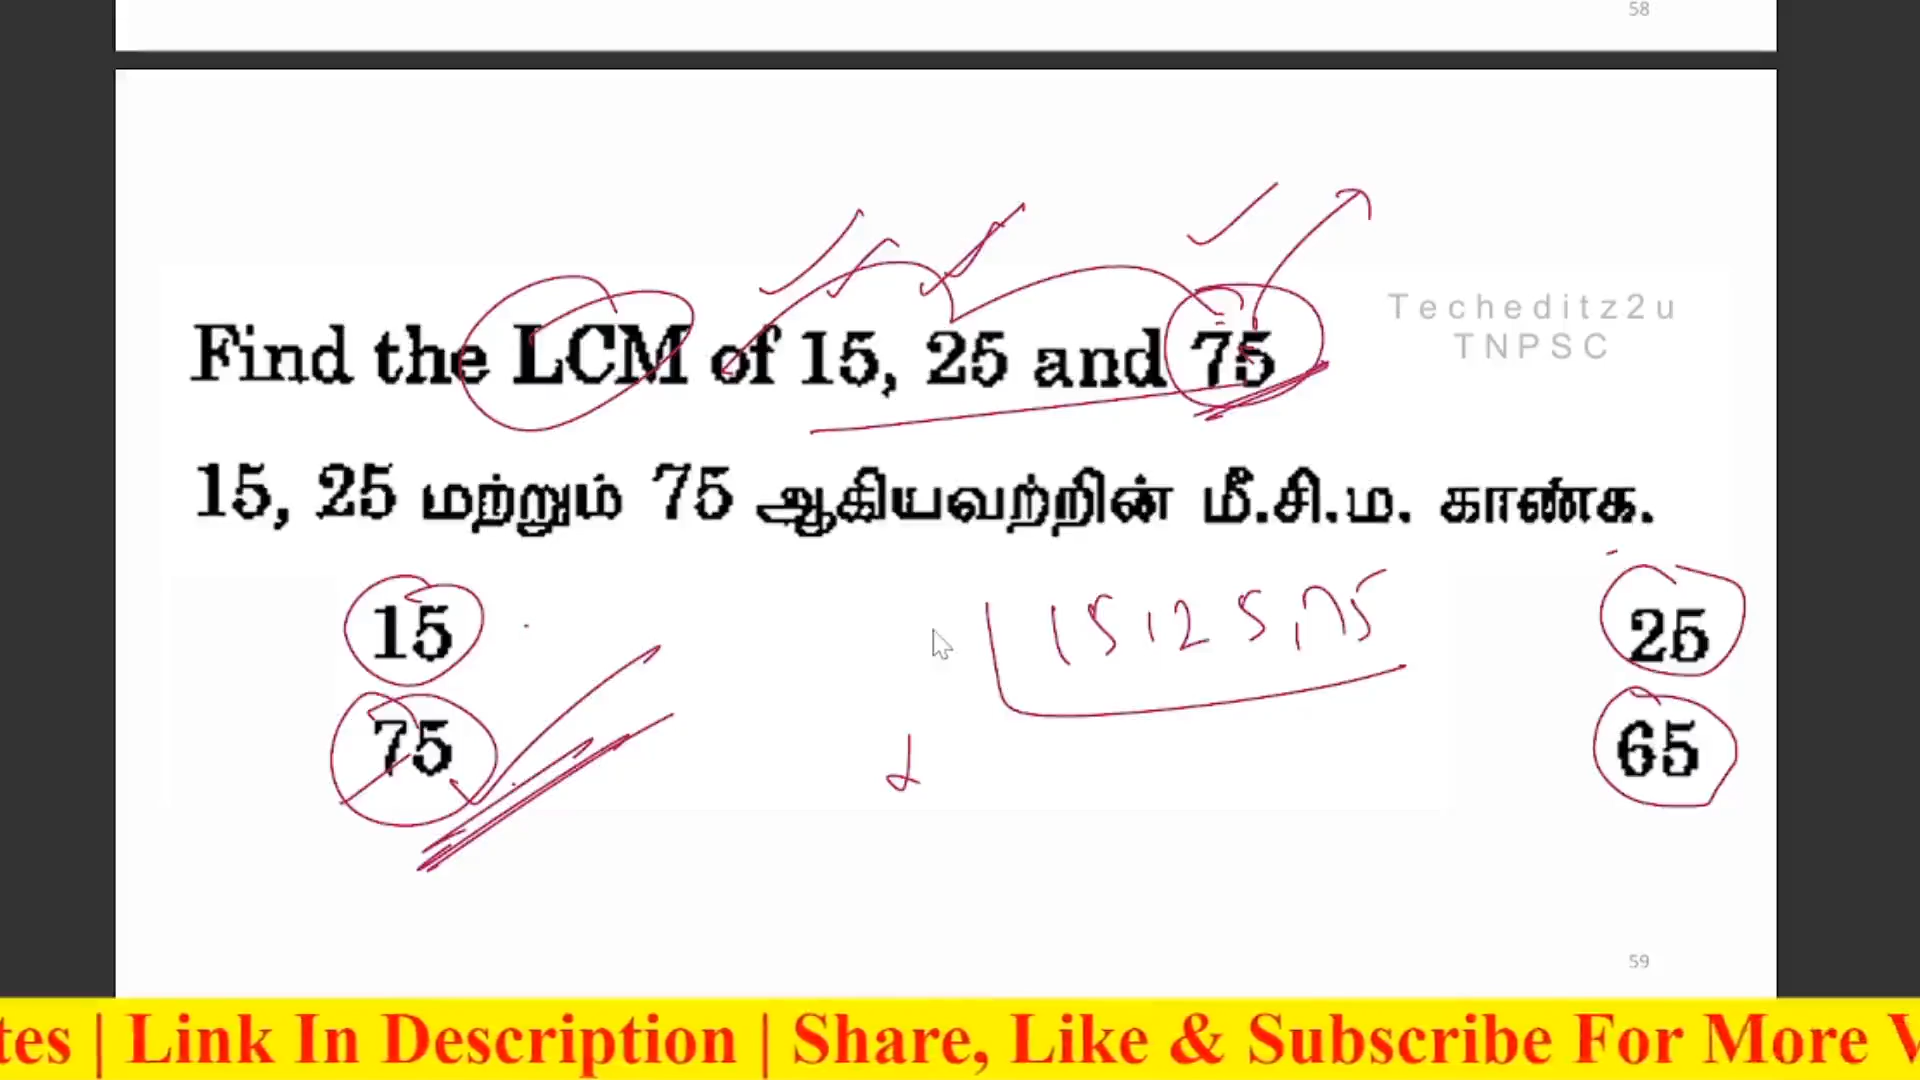 58
Techeditz2u
TNPSC
Find the LCM of 15, 25 and 75
15, 25 மற்றும் 75 ஆகியவற்றின் மீ.சி.ம. காண்க.
15
25
15, 25, 75
75
65
59
tes | Link In Description | Share, Like & Subscribe For More V